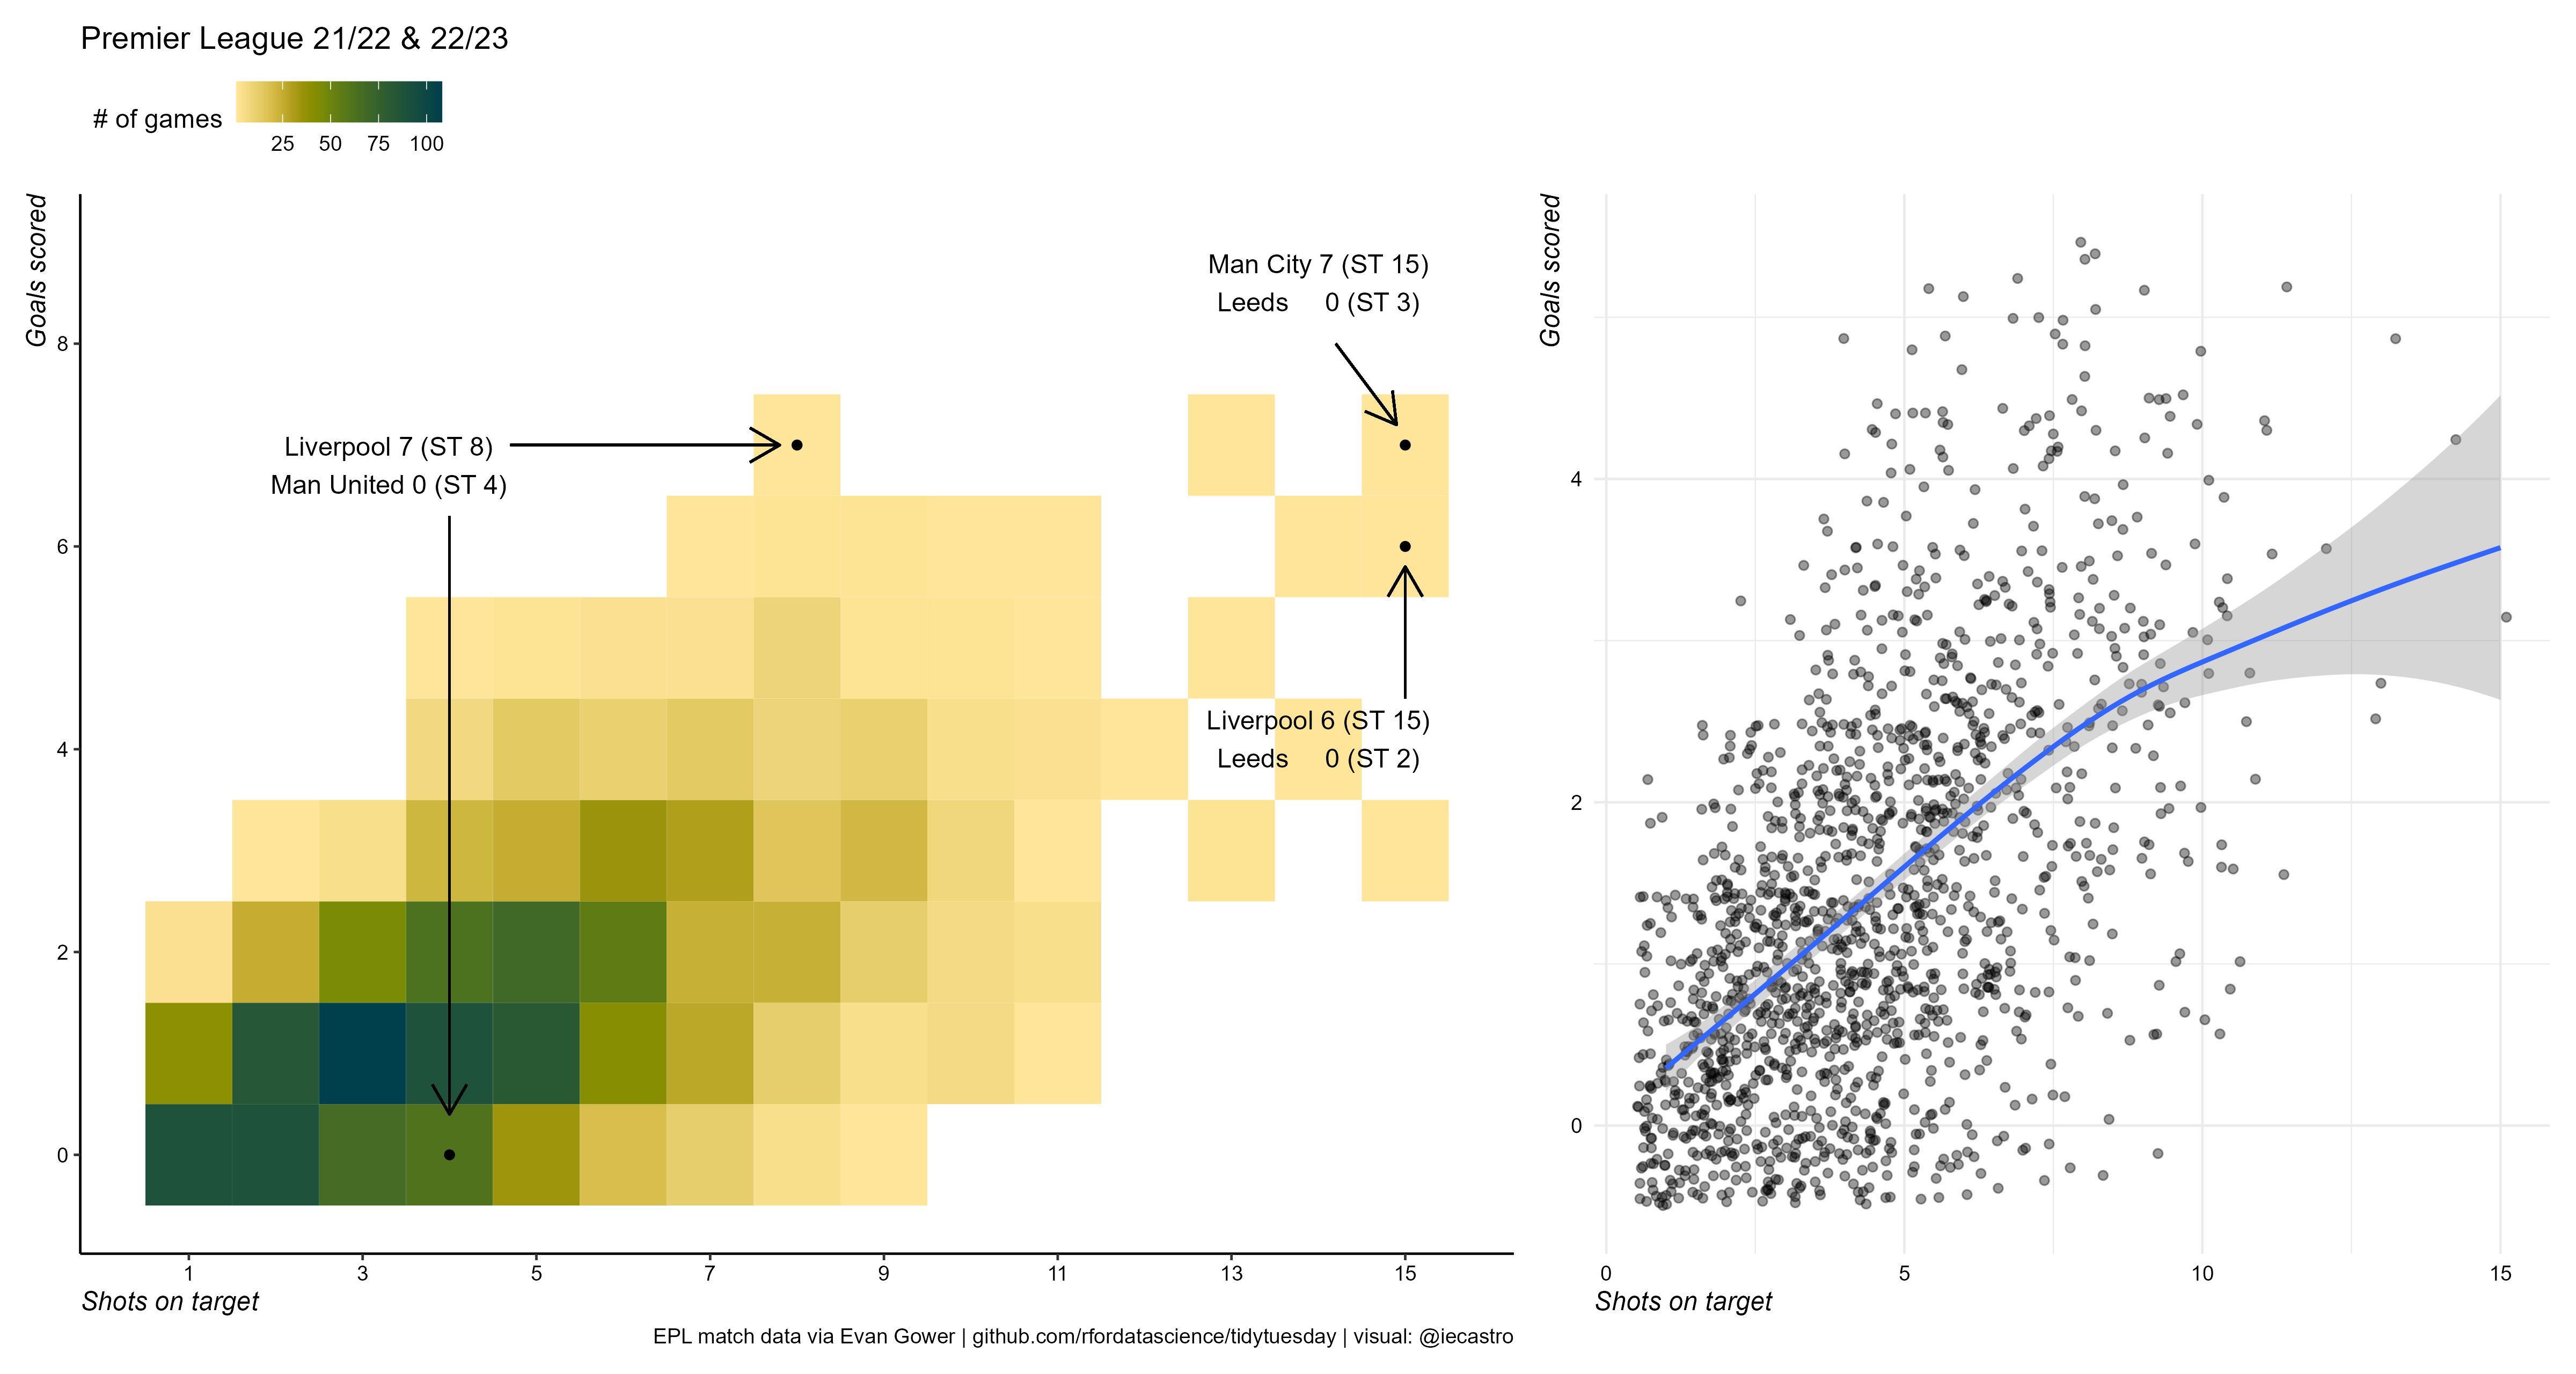 Premier League 21/22 & 22/23
# of games
25 50 75 100
Goals scored
8
6
4
2
0
Man City 7 (ST 15)
Leeds 0 (ST 3)
Liverpool 7 (ST 8)
Man United 0 (ST 4)
Liverpool 6 (ST 15)
Leeds 0 (ST 2)
1 3 5 7 9 11 13 15
Shots on target
Goals scored
4
2
0
0 5 10 15
Shots on target
EPL match data via Evan Gower | github.com/rfordatascience/tidytuesday | visual: @iecastro